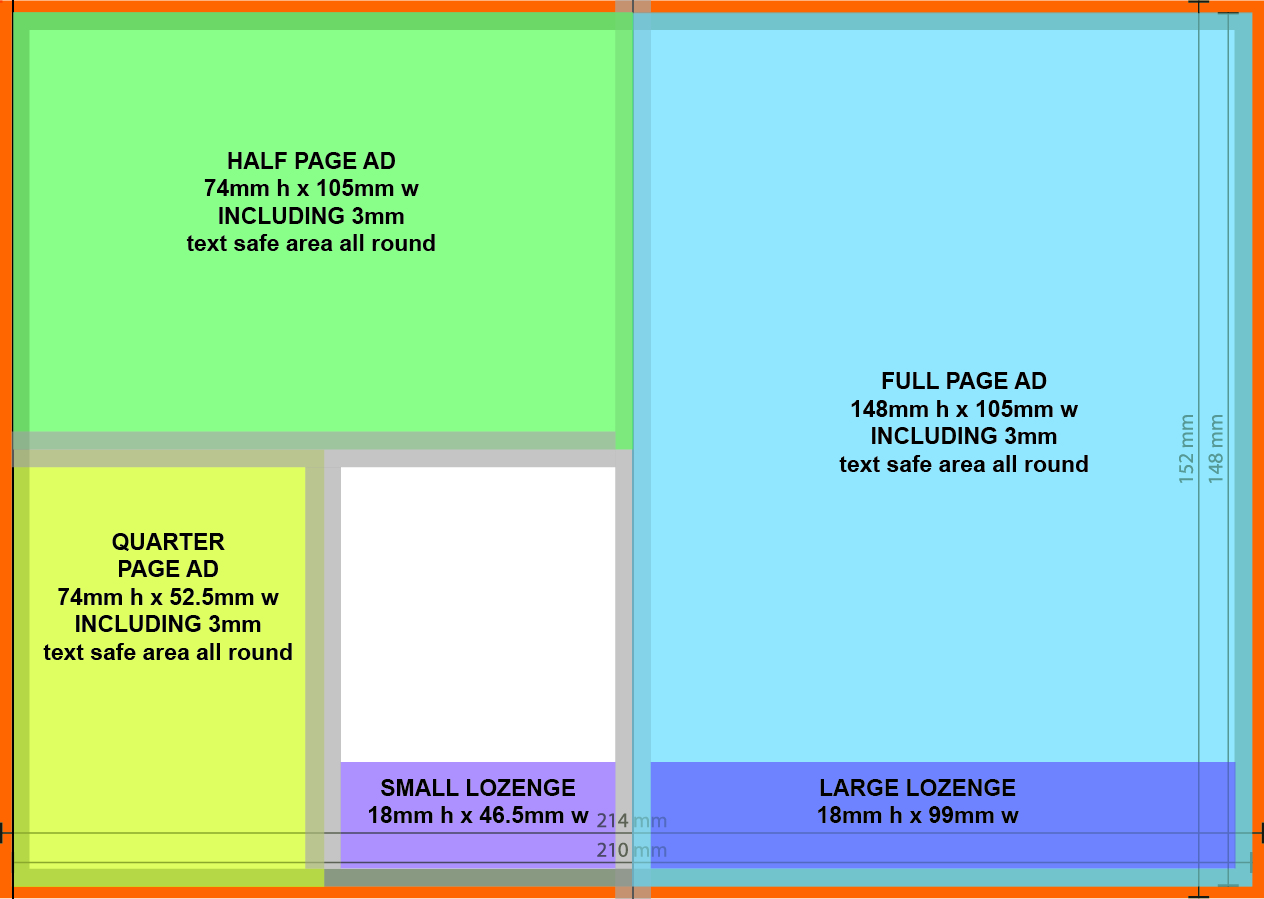 HALF PAGE AD
74mm h x 105mm w
INCLUDING 3mm
text safe area all round
FULL PAGE AD
148mm h x 105mm w
INCLUDING 3mm
text safe area all round
152 mm
148 mm
QUARTER
PAGE AD
74mm h x 52.5mm w
INCLUDING 3mm
text safe area all round
SMALL LOZENGE
18mm h x 46.5mm w
LARGE LOZENGE
18mm h x 99mm w
214 mm
210 mm